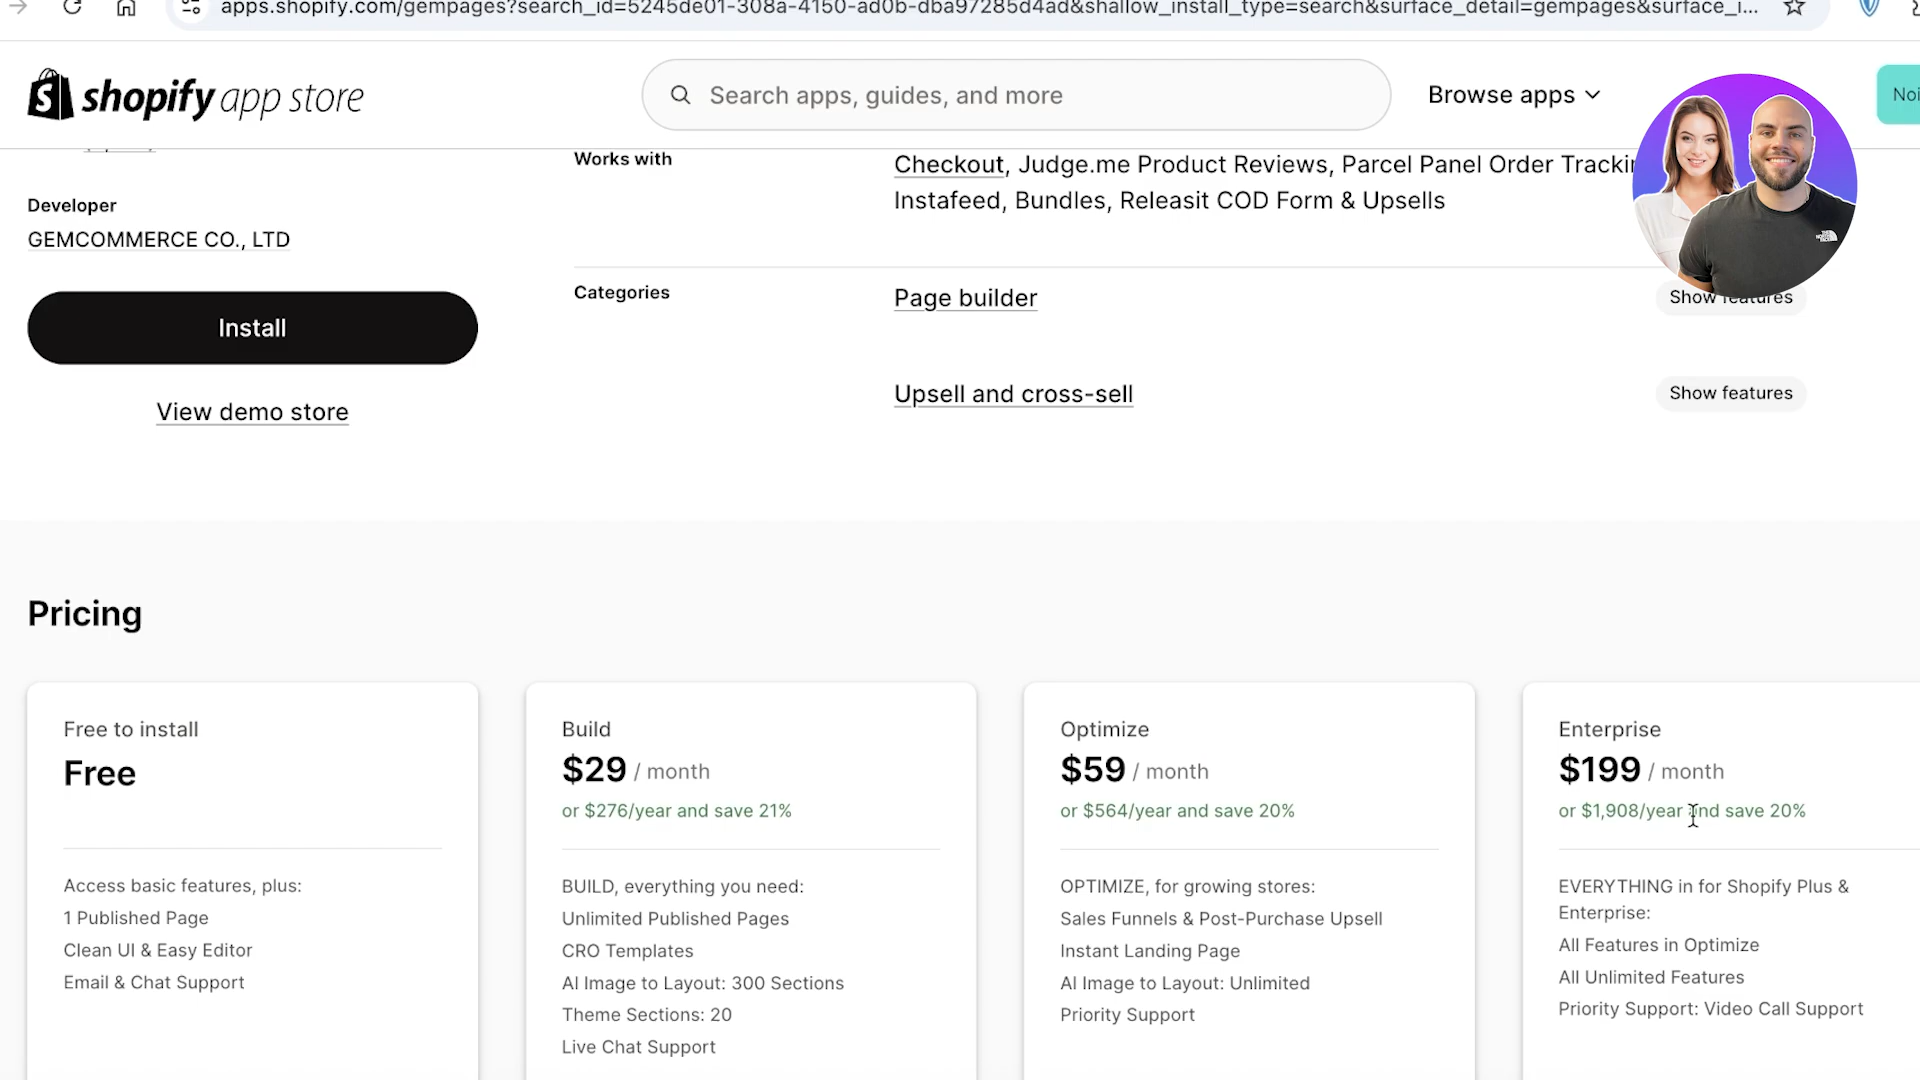 apps.shopify.com/gempages?search_id=5245de01-308a-4150-ad0b-dba97285d4ad&shallow_install_type=search&surface_detail=gempages&surface_i...
shopify app store
Search apps, guides, and more
Browse apps
Works with
Checkout, Judge.me Product Reviews, Parcel Panel Order
Instafeed, Bundles, Releasit COD Form & Upsells
Developer
GEMCOMMERCE CO., LTD
Install
View demo store
Categories
Page builder
Show features
Upsell and cross-sell
Show features
Pricing
Free to install
Free
Access basic features, plus:
1 Published Page
Clean UI & Easy Editor
Email & Chat Support
Build
$29 / month
or $276/year and save 21%
BUILD, everything you need:
Unlimited Published Pages
CRO Templates
AI Image to Layout: 300 Sections
Theme Sections: 20
Live Chat Support
Optimize
$59 / month
or $564/year and save 20%
OPTIMIZE, for growing stores:
Sales Funnels & Post-Purchase Upsell
Instant Landing Page
AI Image to Layout: Unlimited
Priority Support
Enterprise
$199 / month
or $1,908/year and save 20%
EVERYTHING in for Shopify Plus &
Enterprise:
All Features in Optimize
All Unlimited Features
Priority Support: Video Call Support